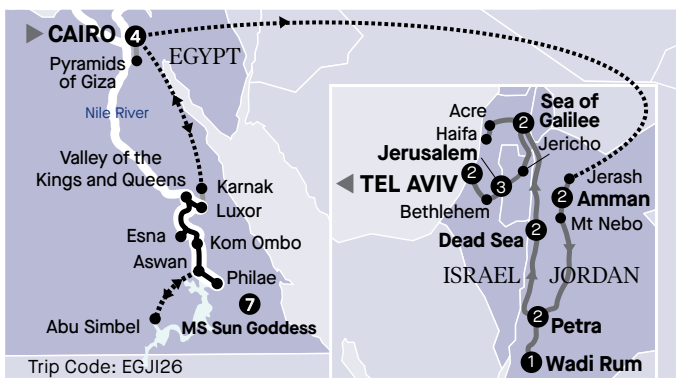 CAIRO
4
EGYPT
Pyramids
of Giza
Nile River
Valley of the
Kings and Queens
Karnak
Luxor
Esna
Kom Ombo
Aswan
Philae
7
MS Sun Goddess
Abu Simbel
Trip Code: EGJI26
Sea of
Galilee
2
Acre
Haifa
Jericho
Jerusalem
3
TEL AVIV
2
Bethlehem
Jerash
2
Amman
Mt Nebo
Dead Sea
2
ISRAEL
JORDAN
2
Petra
1
Wadi Rum